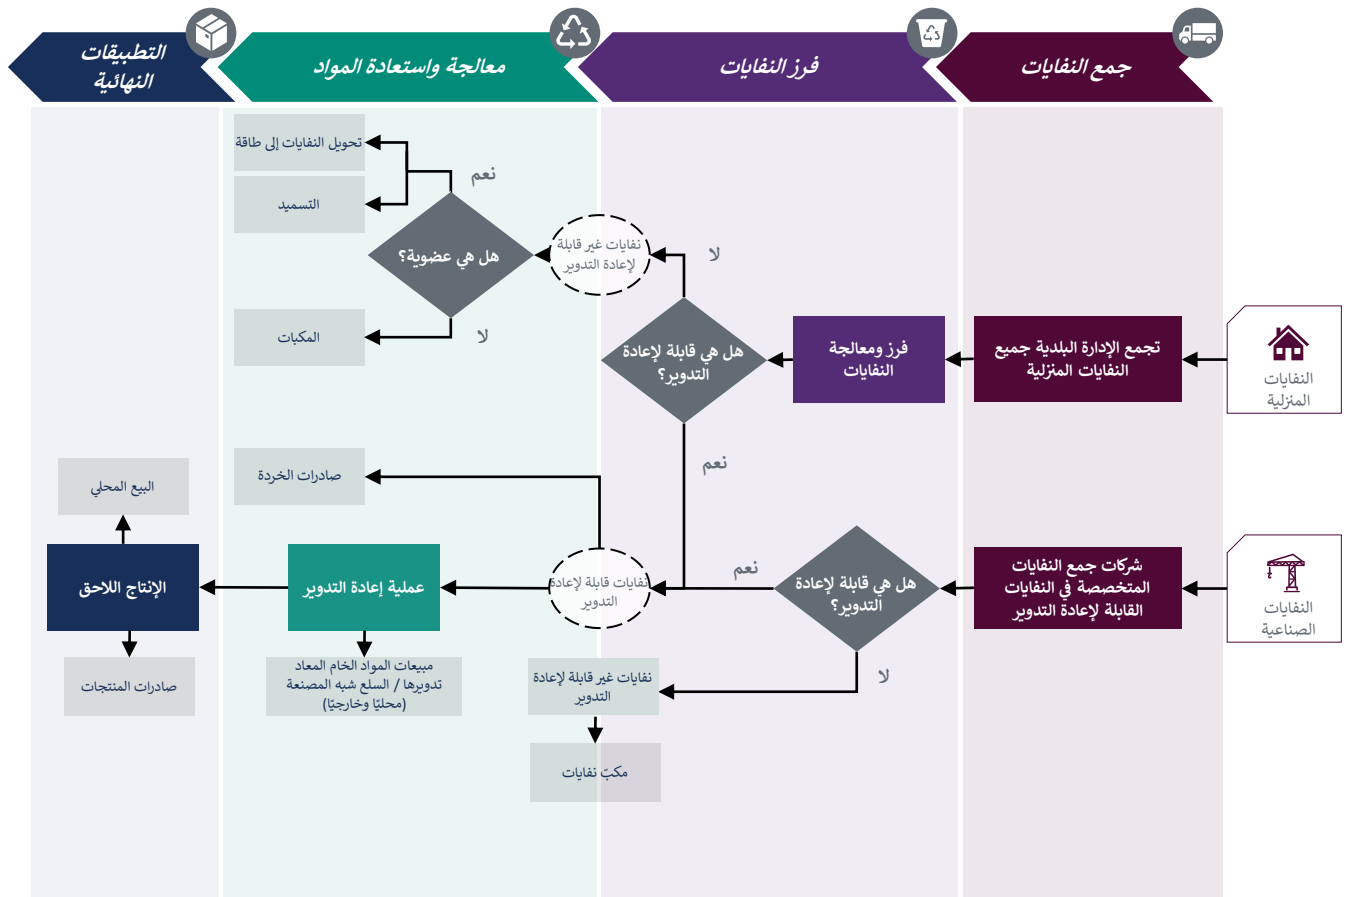 جمع النفايات
فرز النفايات
معالجة واستعادة المواد
التطبيقات
النهائية
النفايات
المنزلية
تجمع الإدارة البلدية جميع
النفايات المنزلية
فرز ومعالجة
النفايات
هل هي قابلة لإعادة
التدوير؟
لا
نعم
نفايات غير قابلة
لإعادة التدوير
هل هي عضوية؟
نعم
لا
تحويل النفايات إلى طاقة
التسميد
المكبات
النفايات
الصناعية
شركات جمع النفايات
المتخصصة في النفايات
القابلة لإعادة التدوير
هل هي قابلة لإعادة
التدوير؟
نعم
لا
نفايات قابلة لإعادة
التدوير
صادرات الخردة
عملية إعادة التدوير
مبيعات المواد الخام المعاد
تدويرها / السلع شبه المصنعة
(محليًا وخارجيًا)
نفايات غير قابلة لإعادة
التدوير
مكبّ نفايات
الإنتاج اللاحق
البيع المحلي
صادرات المنتجات